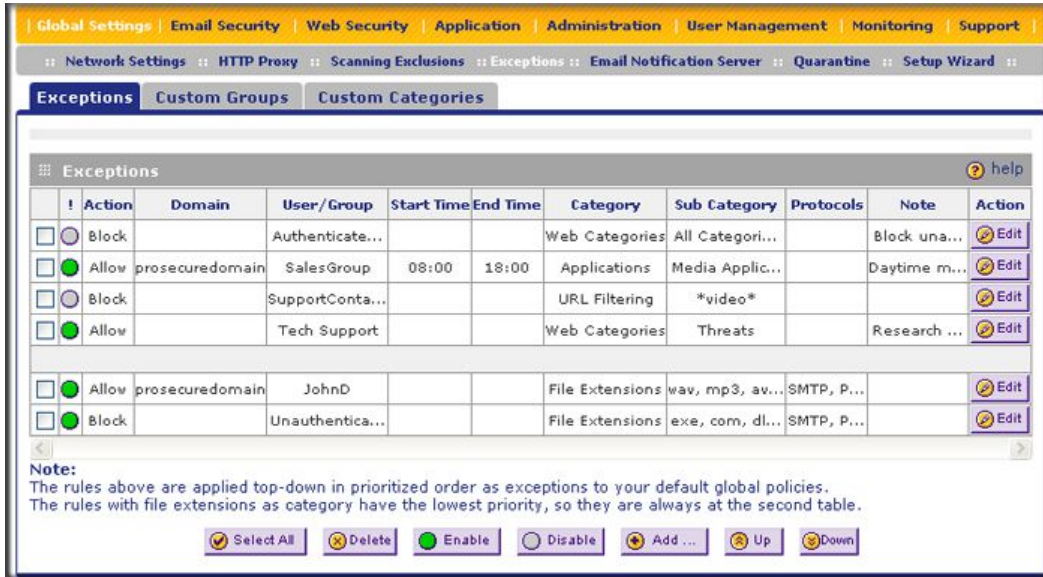 Global Settings | Email Security | Web Security | Application | Administration | User Management | Monitoring | Support
:: Network Settings :: HTTP Proxy :: Scanning Exclusions :: Exceptions :: Email Notification Server :: Quarantine :: Setup Wizard ::
Exceptions Custom Groups Custom Categories
Exceptions ? help
! Action Domain User/Group Start Time End Time Category Sub Category Protocols Note Action
Block Authenticate... Web Categories All Categori... Block una... Edit
Allow prosecuredomain SalesGroup 08:00 18:00 Applications Media Applic... Daytime m... Edit
Block SupportConta... URL Filtering *video* Edit
Allow Tech Support Web Categories Threats Research ... Edit
Allow prosecuredomain JohnD File Extensions wav, mp3, av... SMTP, P... Edit
Block Unauthentica... File Extensions exe, com, dl... SMTP, P... Edit
Note:
The rules above are applied top-down in prioritized order as exceptions to your default global policies.
The rules with file extensions as category have the lowest priority, so they are always at the second table.
Select All Delete Enable Disable Add ... Up Down